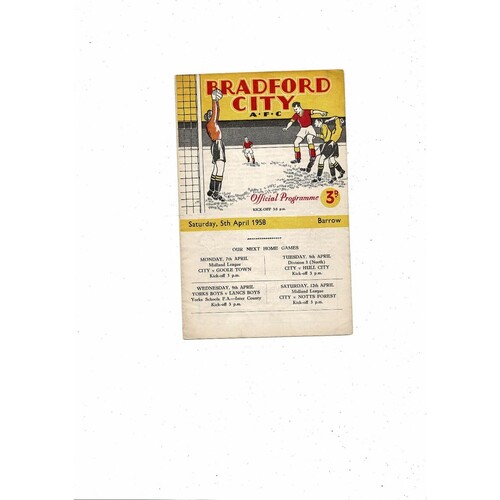 BRADFORD
CITY
A·F·C
Official Programme
3D
KICK-OFF 3.0 p.m.
Saturday, 5th April 1958 Barrow
OUR NEXT HOME GAMES
MONDAY, 7th APRIL
Midland League
CITY v GOOLE TOWN
Kick-off 3 p.m.
TUESDAY, 8th APRIL
Division 3 (North)
CITY v HULL CITY
Kick-off 3 p.m.
WEDNESDAY, 9th APRIL
YORKS BOYS v LANCS BOYS
Yorks Schools F.A.—Inter County
Kick-off 3 p.m.
SATURDAY, 12th APRIL
Midland League
CITY v NOTTS FOREST
Kick-off 3 p.m.